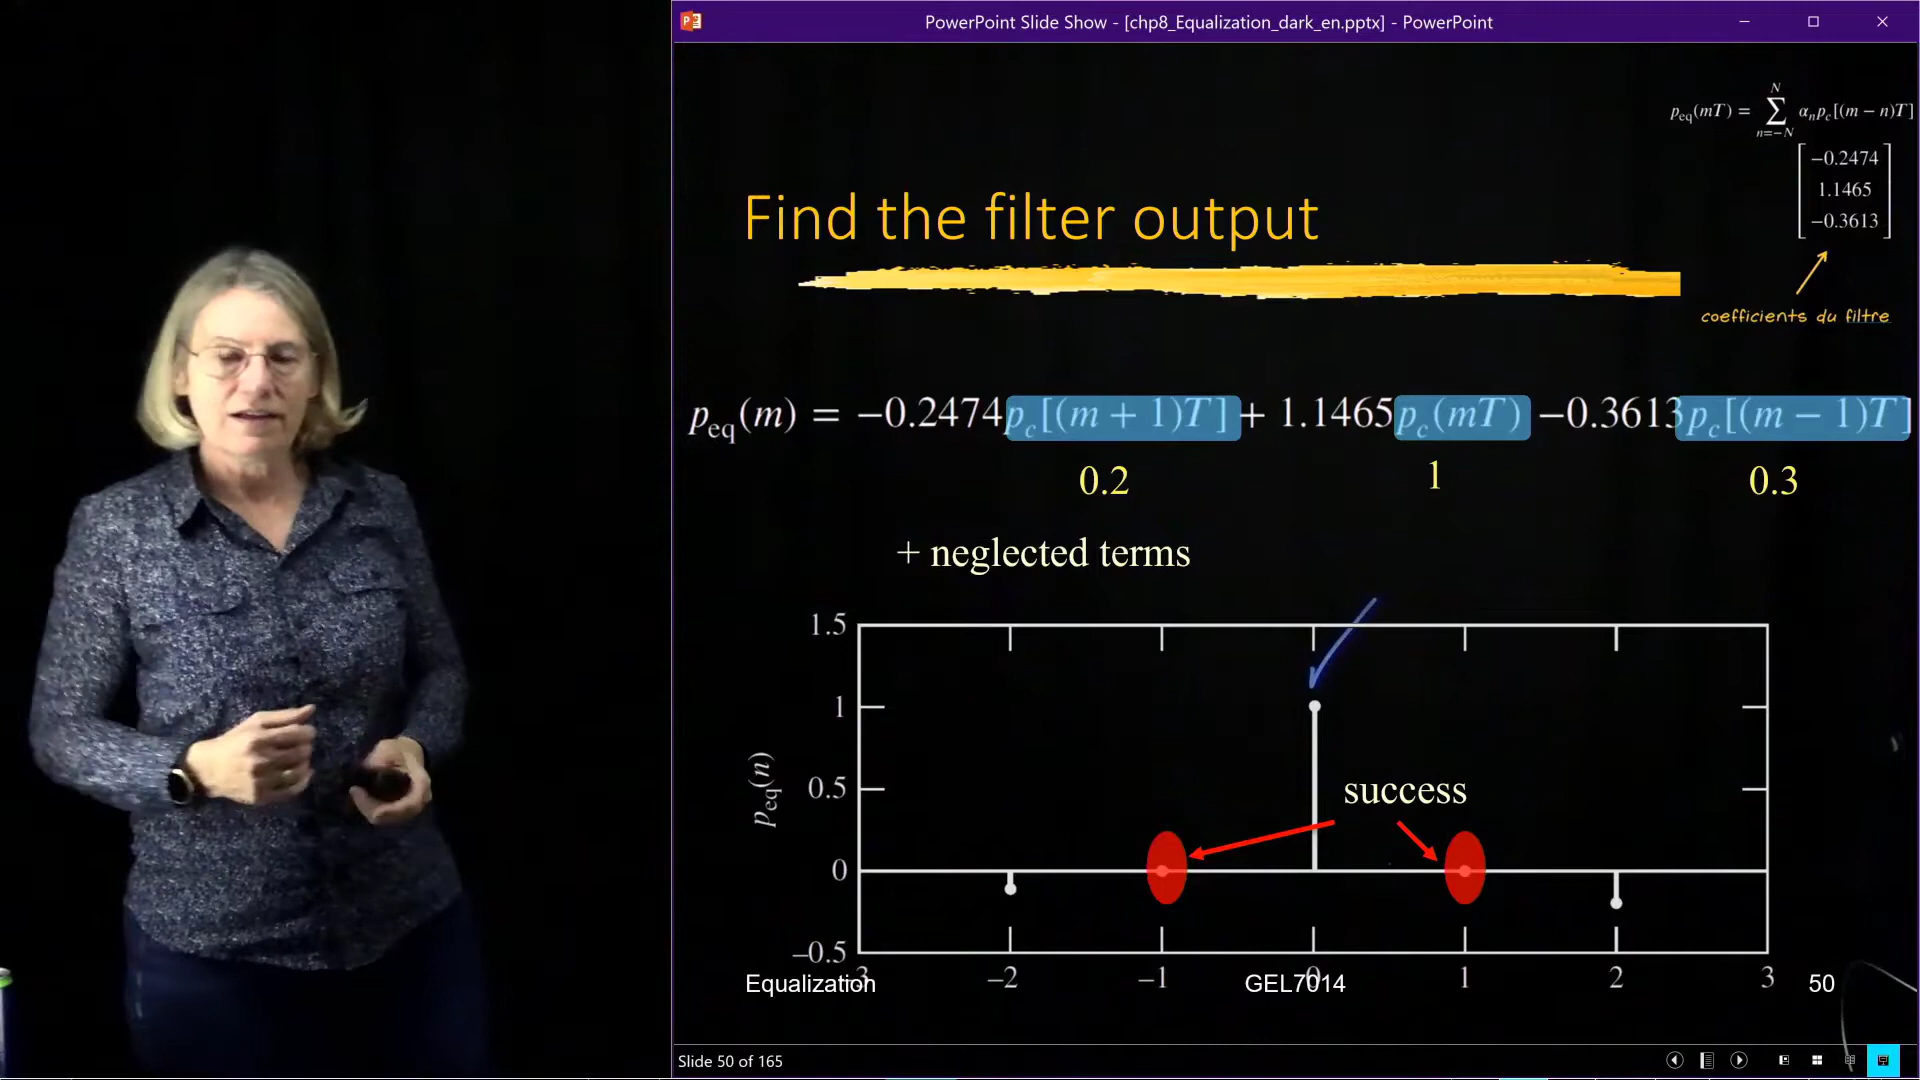 PowerPoint Slide Show - [chp8_Equalization_dark_en.pptx] - PowerPoint
p_eq(mT) = ∑_{n=−N}^{N} α_n p_c[(m − n)T]
−0.2474
1.1465
−0.3613
coefficients du filtre
Find the filter output
p_eq(m) = −0.2474p_c[(m + 1)T] + 1.1465p_c(mT) −0.3613p_c[(m − 1)T]
0.2 1 0.3
+ neglected terms
1.5
1
0.5
0
−0.5
p_eq(n)
success
−3 −2 −1 0 1 2 3
Equalization GEL7014 50
Slide 50 of 165